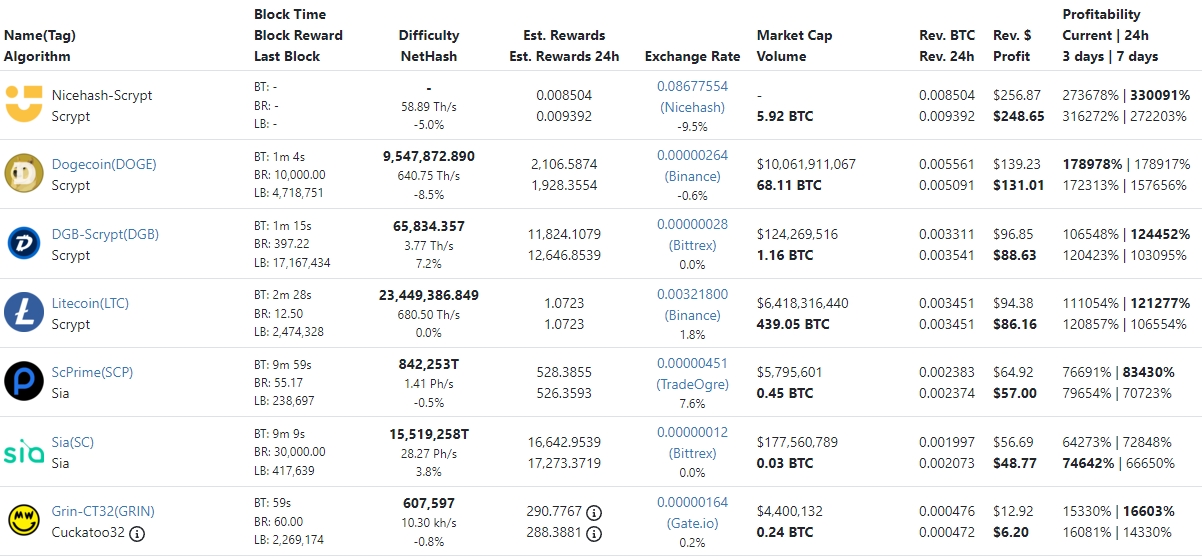 Name(Tag) Block Time Difficulty Est. Rewards Exchange Rate Market Cap Rev. BTC Rev. $ Profitability
Algorithm Block Reward NetHash Est. Rewards 24h Volume Rev. 24h Profit Current | 24h
Last Block 3 days | 7 days
Nicehash-Scrypt BT: - - 0.008504 0.08677554 - 0.008504 $256.87 273678% | 330091%
Scrypt BR: - 58.89 Th/s 0.009392 (Nicehash) 5.92 BTC 0.009392 $248.65 316272% | 272203%
LB: - -5.0% -9.5%
Dogecoin(DOGE) BT: 1m 4s 9,547,872.890 2,106.5874 0.00000264 $10,061,911,067 0.005561 $139.23 178978% | 178917%
Scrypt BR: 10,000.00 640.75 Th/s 1,928.3554 (Binance) 68.11 BTC 0.005091 $131.01 172313% | 157656%
LB: 4,718,751 -8.5% -0.6%
DGB-Scrypt(DGB) BT: 1m 15s 65,834.357 11,824.1079 0.00000028 $124,269,516 0.003311 $96.85 106548% | 124452%
Scrypt BR: 397.22 3.77 Th/s 12,646.8539 (Bittrex) 1.16 BTC 0.003541 $88.63 120423% | 103095%
LB: 17,167,434 7.2% 0.0%
Litecoin(LTC) BT: 2m 28s 23,449,386.849 1.0723 0.00321800 $6,418,316,440 0.003451 $94.38 111054% | 121277%
Scrypt BR: 12.50 680.50 Th/s 1.0723 (Binance) 439.05 BTC 0.003451 $86.16 120857% | 106554%
LB: 2,474,328 0.0% 1.8%
ScPrime(SCP) BT: 9m 59s 842,253T 528.3855 0.00000451 $5,795,601 0.002383 $64.92 76691% | 83430%
Sia BR: 55.17 1.41 Ph/s 526.3593 (TradeOgre) 0.45 BTC 0.002374 $57.00 79654% | 70723%
LB: 238,697 -0.5% 7.6%
sia Sia(SC) BT: 9m 9s 15,519,258T 16,642.9539 0.00000012 $177,560,789 0.001997 $56.69 64273% | 72848%
Sia BR: 30,000.00 28.27 Ph/s 17,273.3719 (Bittrex) 0.03 BTC 0.002073 $48.77 74642% | 66650%
LB: 417,639 3.8% 0.0%
MW Grin-CT32(GRIN) BT: 59s 607,597 290.7767 0.00000164 $4,400,132 0.000476 $12.92 15330% | 16603%
Cuckatoo32 BR: 60.00 10.30 kh/s 288.3881 (Gate.io) 0.24 BTC 0.000472 $6.20 16081% | 14330%
LB: 2,269,174 -0.8% 0.2%